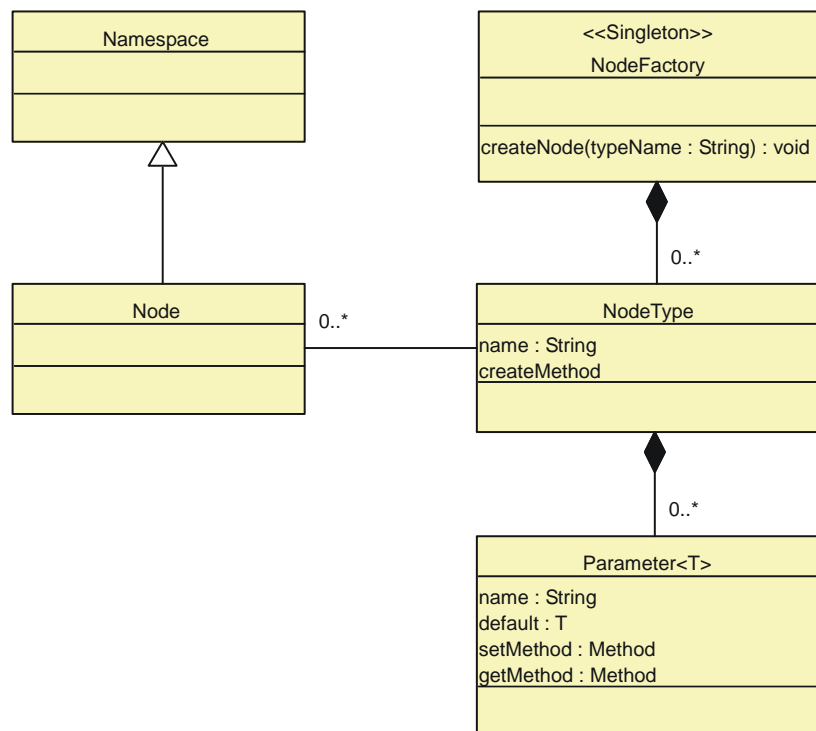 Namespace
<<Singleton>>
NodeFactory
createNode(typeName : String) : void
0..*
Node
0..*
NodeType
name : String
createMethod
0..*
Parameter<T>
name : String
default : T
setMethod : Method
getMethod : Method